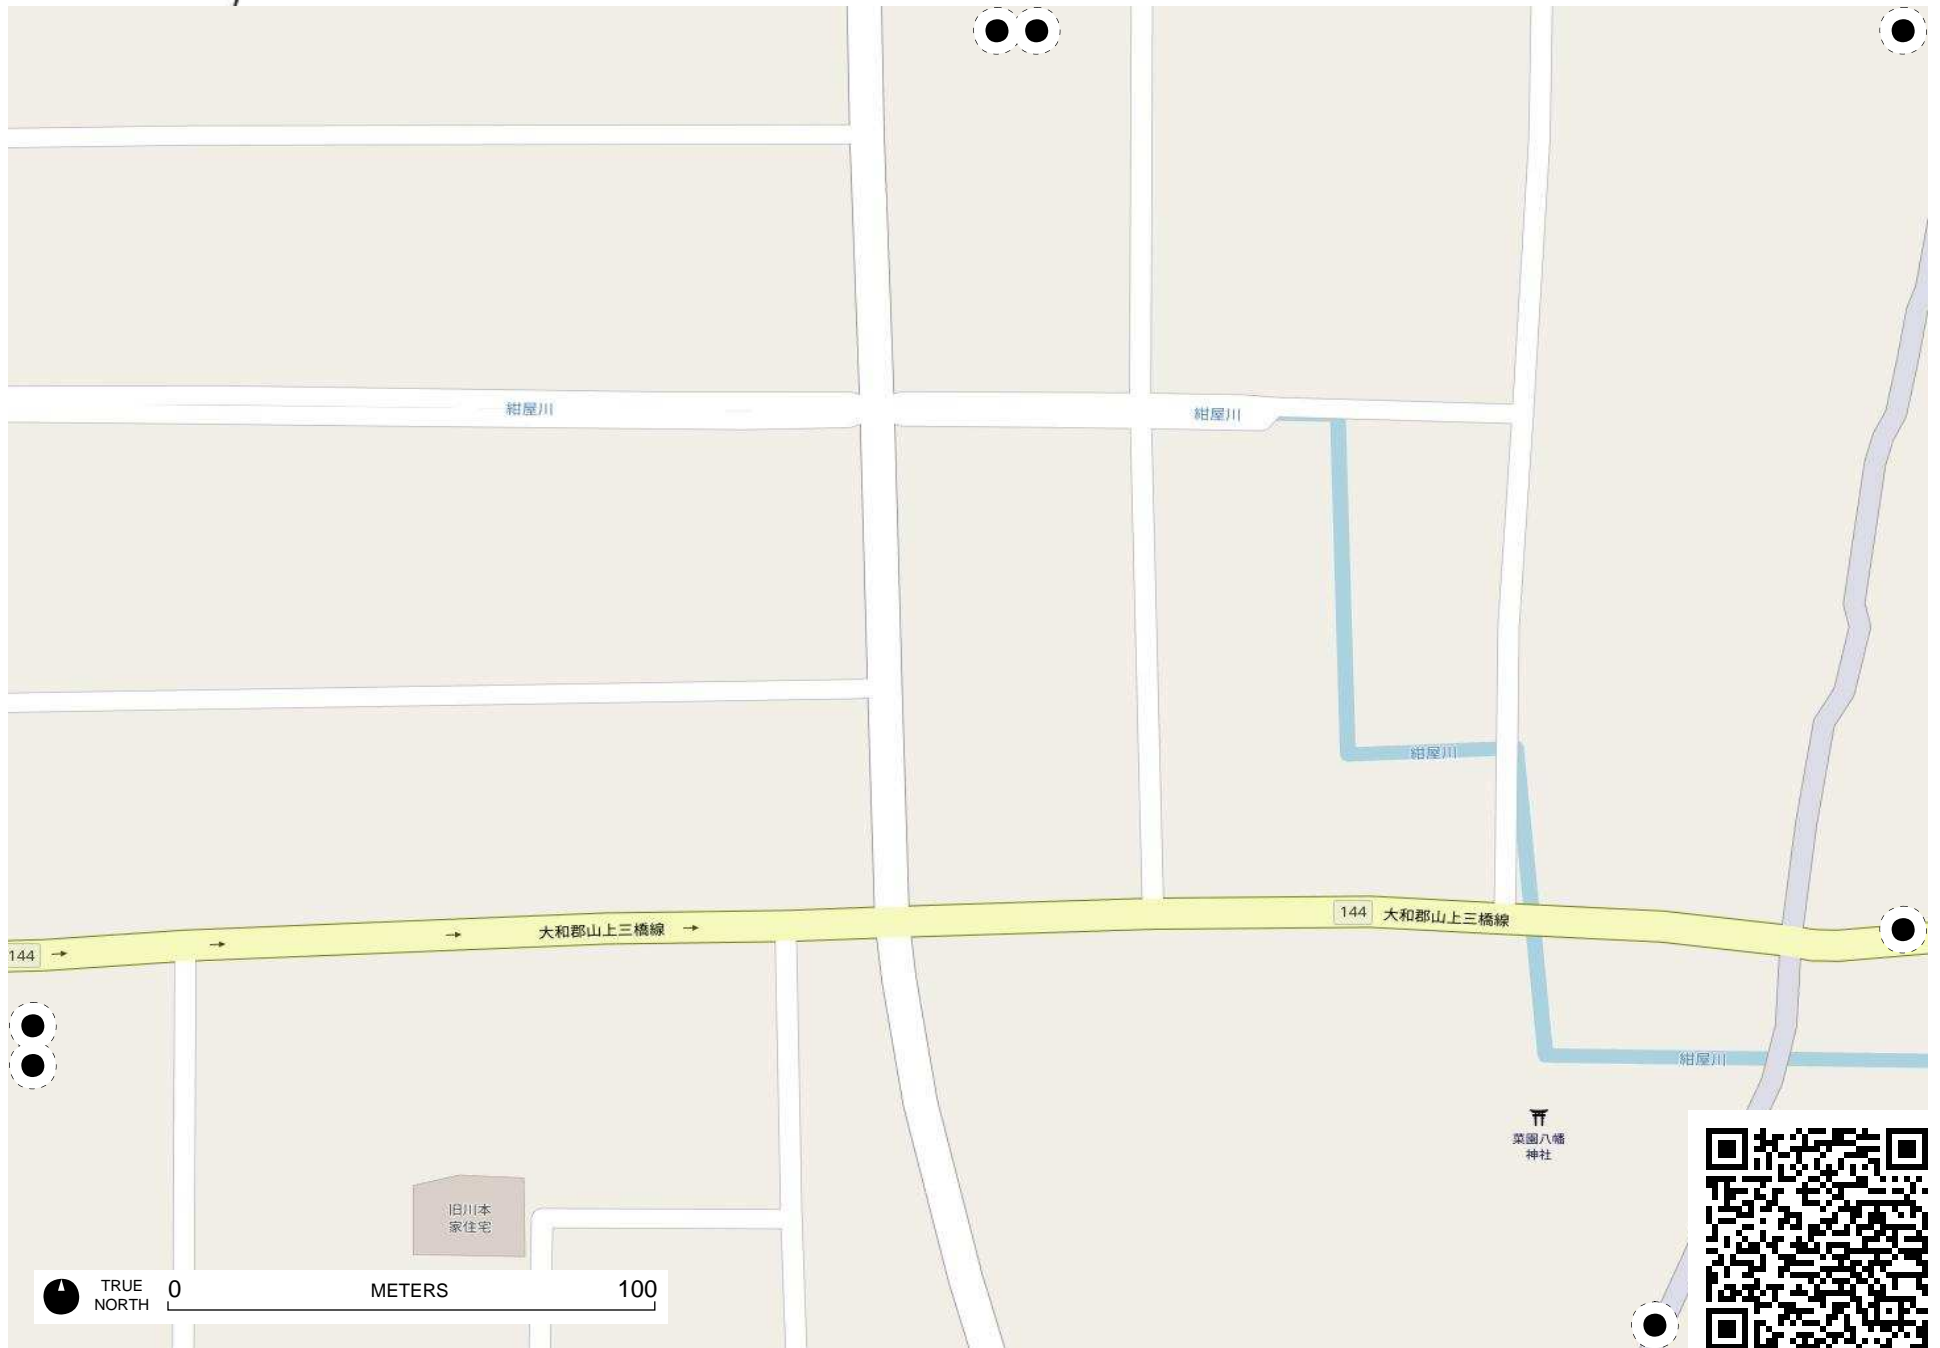 紺屋川
紺屋川
紺屋川
144
大和郡山上三橋線
大和郡山上三橋線
144
紺屋川
菜園八幡
神社
旧川本
家住宅
TRUE
NORTH
0
METERS
100